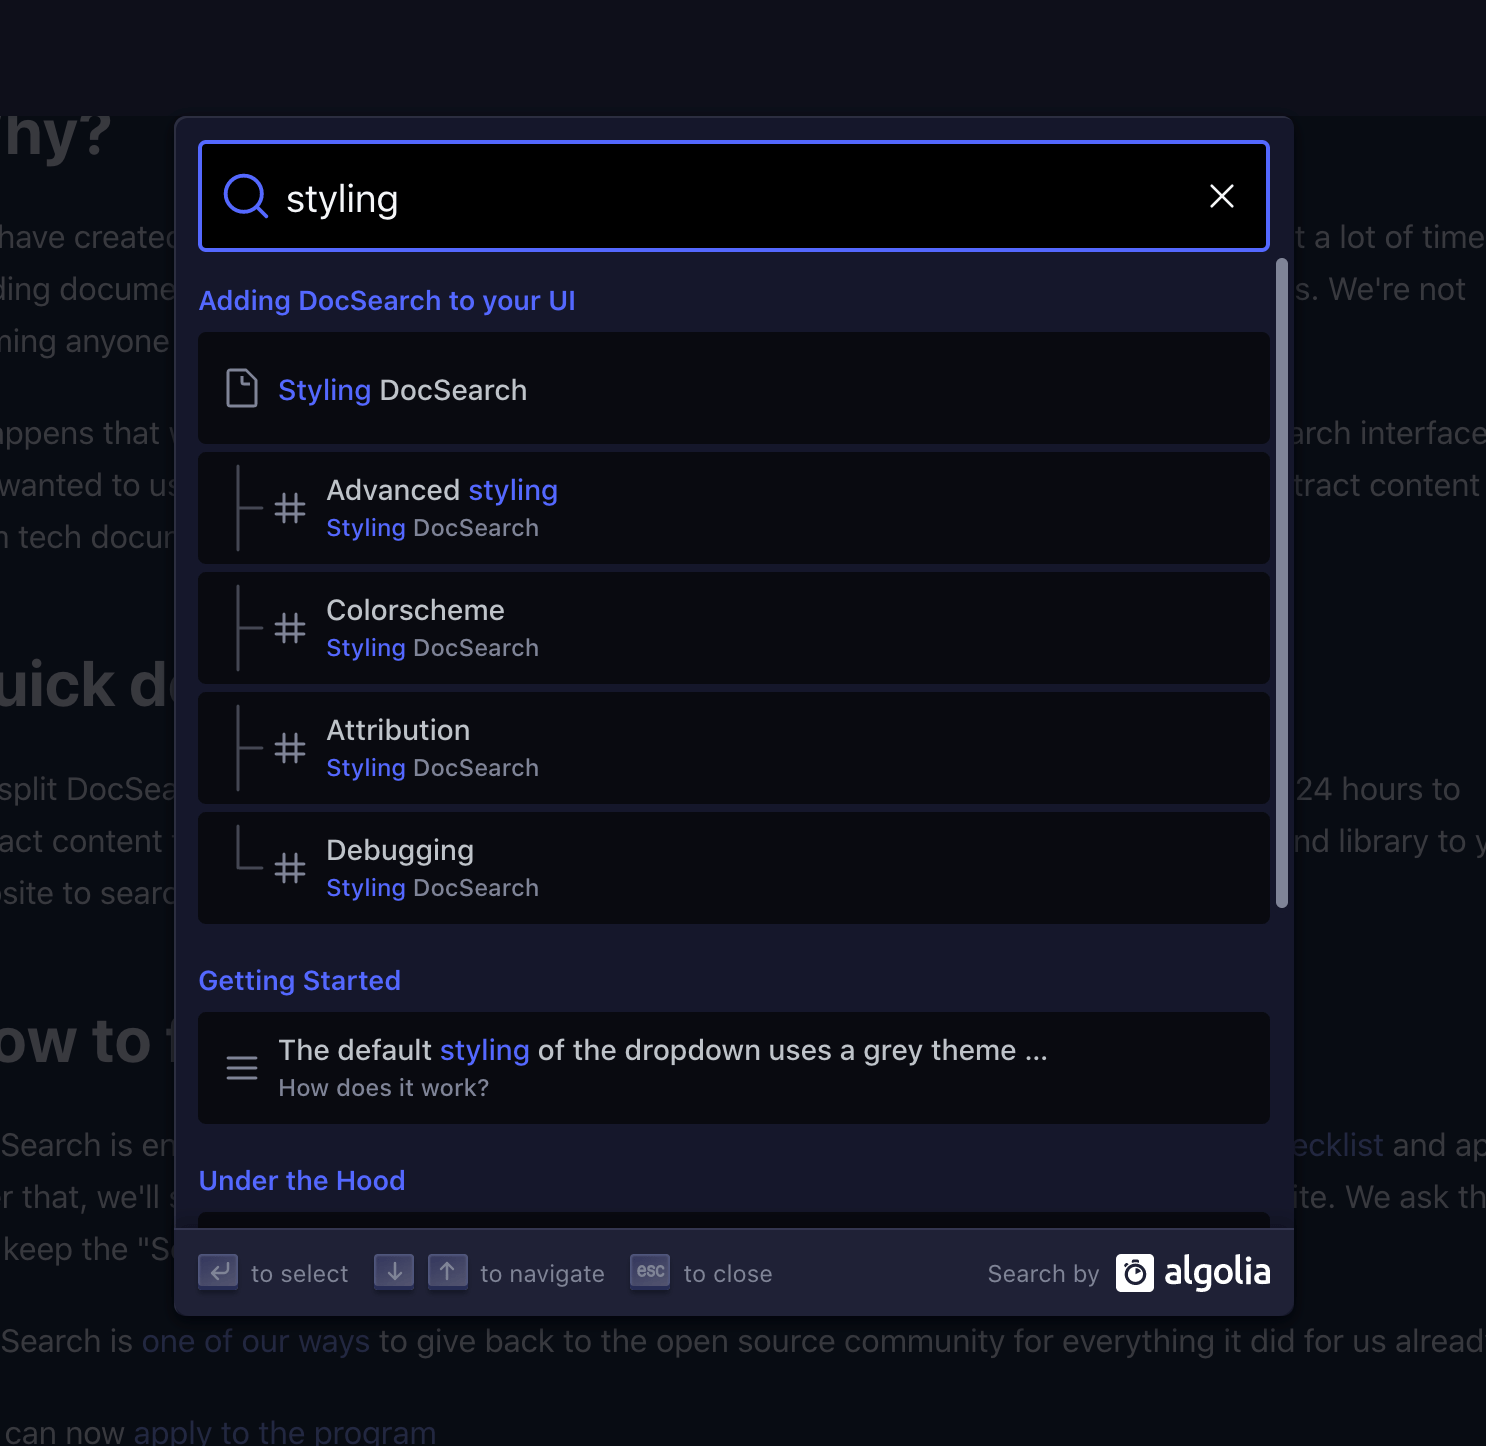 hy?
styling
have created
t a lot of time
ding docume
s. We're not
ning anyone
Adding DocSearch to your UI
Styling DocSearch
ppens that
arch interface
Advanced styling
wanted to us
tract content
Styling DocSearch
n tech docur
Colorscheme
Styling DocSearch
uick de
Attribution
Styling DocSearch
split DocSea
24 hours to
act content
nd library to y
Debugging
site to searc
Styling DocSearch
Getting Started
ow to f
The default styling of the dropdown uses a grey theme ...
How does it work?
Search is en
ecklist and ap
Under the Hood
r that, we'll s
ite. We ask th
keep the "Se
esc
to select
to navigate
to close
Search by algolia
Search is one of our ways to give back to the open source community for everything it did for us alread
can now apply to the program